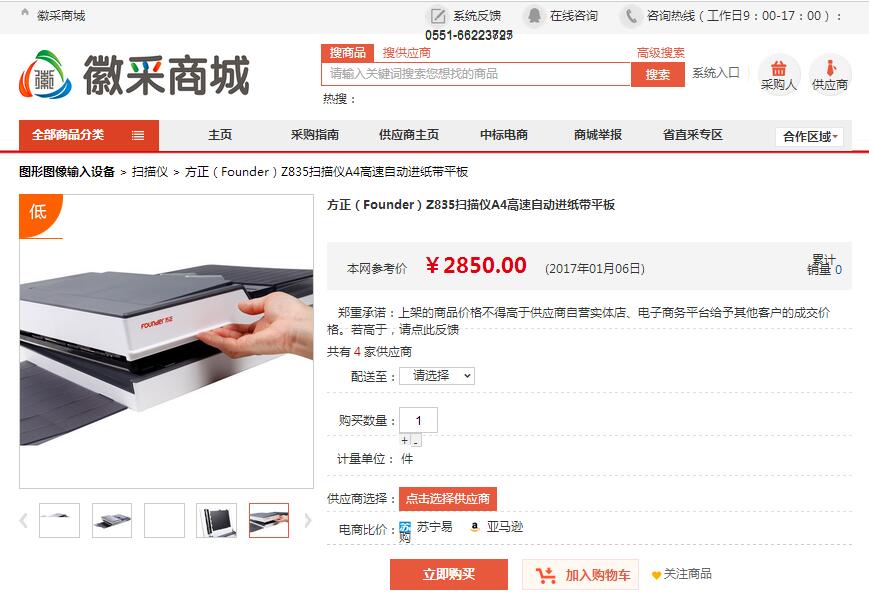 徽采商城
系统反馈 在线咨询 咨询热线（工作日9：00-17：00）：
徽采商城
搜商品 搜供应商 高级搜索
请输入关键词搜索您想找的商品 搜索 系统入口 采购人 供应商
热搜：
全部商品分类 主页 采购指南 供应商主页 中标电商 商城举报 省直采专区 合作区域
图形图像输入设备 > 扫描仪 > 方正（Founder）Z835扫描仪A4高速自动进纸带平板
低
方正（Founder）Z835扫描仪A4高速自动进纸带平板
本网参考价 ￥2850.00 (2017年01月06日) 累计
销量 0
Founder方正
郑重承诺：上架的商品价格不得高于供应商自营实体店、电子商务平台给予其他客户的成交价
格。若高于，请点此反馈
共有 4 家供应商
配送至： 请选择
购买数量： 1
+ -
计量单位： 件
供应商选择： 点击选择供应商
电商比价： 苏宁易 亚马逊
购
立即购买 加入购物车 关注商品